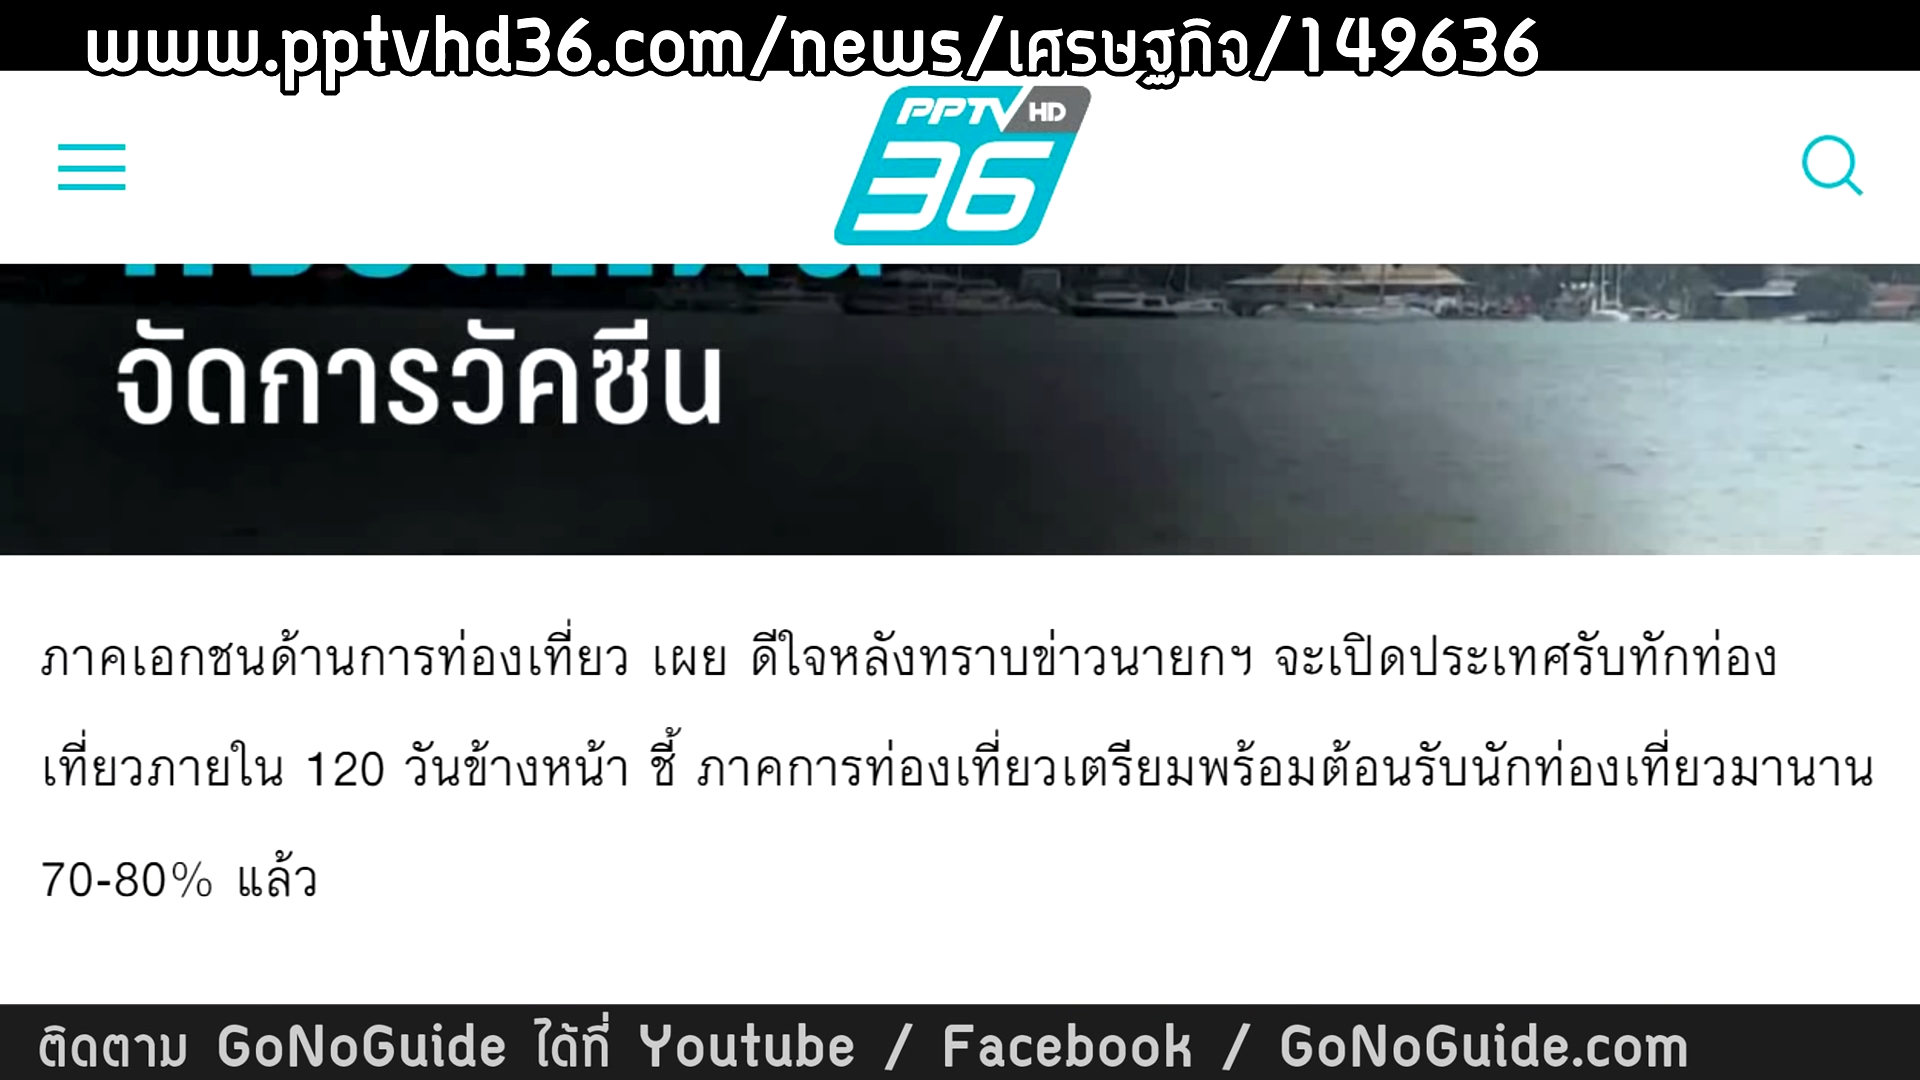 www.pptvhd36.com/news/เศรษฐกิจ/149636
PPTV HD
36
จัดการวัคซีน
ภาคเอกชนด้านการท่องเที่ยว เผย ดีใจหลังทราบข่าวนายกฯ จะเปิดประเทศรับทักท่อง
เที่ยวภายใน 120 วันข้างหน้า ชี้ ภาคการท่องเที่ยวเตรียมพร้อมต้อนรับนักท่องเที่ยวมานาน
70-80% แล้ว
ติดตาม GoNoGuide ได้ที่ Youtube / Facebook / GoNoGuide.com